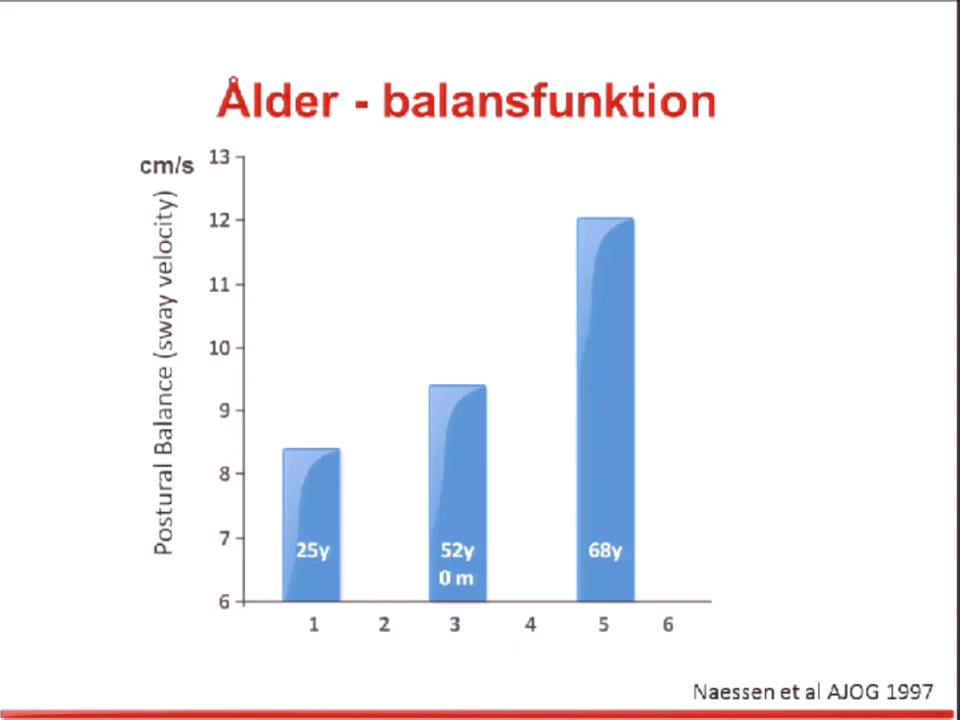 Ålder - balansfunktion
cm/s
Postural Balance (sway velocity)
13
12
11
10
9
8
7
6
25y
52y
0 m
68y
1 2 3 4 5 6
Naessen et al AJOG 1997